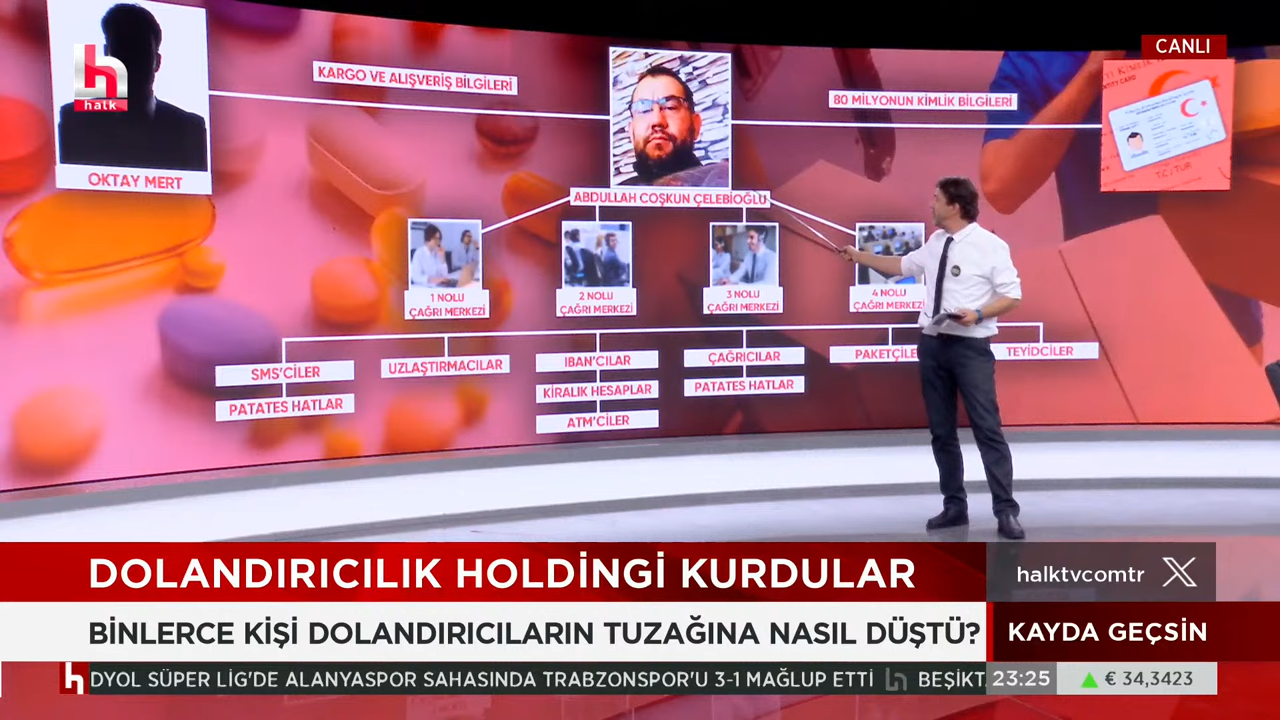 CANLI
h
halk
KARGO VE ALIŞVERİŞ BİLGİLERİ
80 MİLYONUN KİMLİK BİLGİLERİ
OKTAY MERT
ABDULLAH COŞKUN ÇELEBİOĞLU
1 NOLU
ÇAĞRI MERKEZİ
2 NOLU
ÇAĞRI MERKEZİ
3 NOLU
ÇAĞRI MERKEZİ
4 NOLU
ÇAĞRI MERKEZİ
SMS'CİLER
PATATES HATLAR
UZLAŞTIRMACILAR
IBAN'CILAR
KİRALIK HESAPLAR
ATM'CİLER
ÇAĞRICILAR
PATATES HATLAR
PAKETÇİLE
TEYİDCİLER
DOLANDIRICILIK HOLDİNGİ KURDULAR
halktvcomtr X
BİNLERCE KİŞİ DOLANDIRICILARIN TUZAĞINA NASIL DÜŞTÜ?
KAYDA GEÇSİN
h DYOL SÜPER LİG'DE ALANYASPOR SAHASINDA TRABZONSPOR'U 3-1 MAĞLUP ETTİ h BEŞİKT
23:25
€ 34,3423